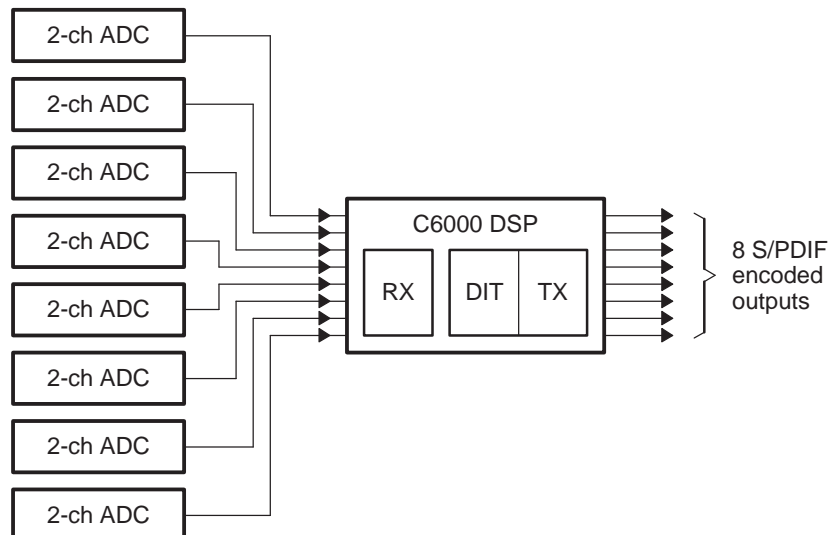 2-ch ADC
2-ch ADC
2-ch ADC
2-ch ADC
2-ch ADC
2-ch ADC
2-ch ADC
2-ch ADC
C6000 DSP
RX
DIT
TX
8 S/PDIF
encoded
outputs